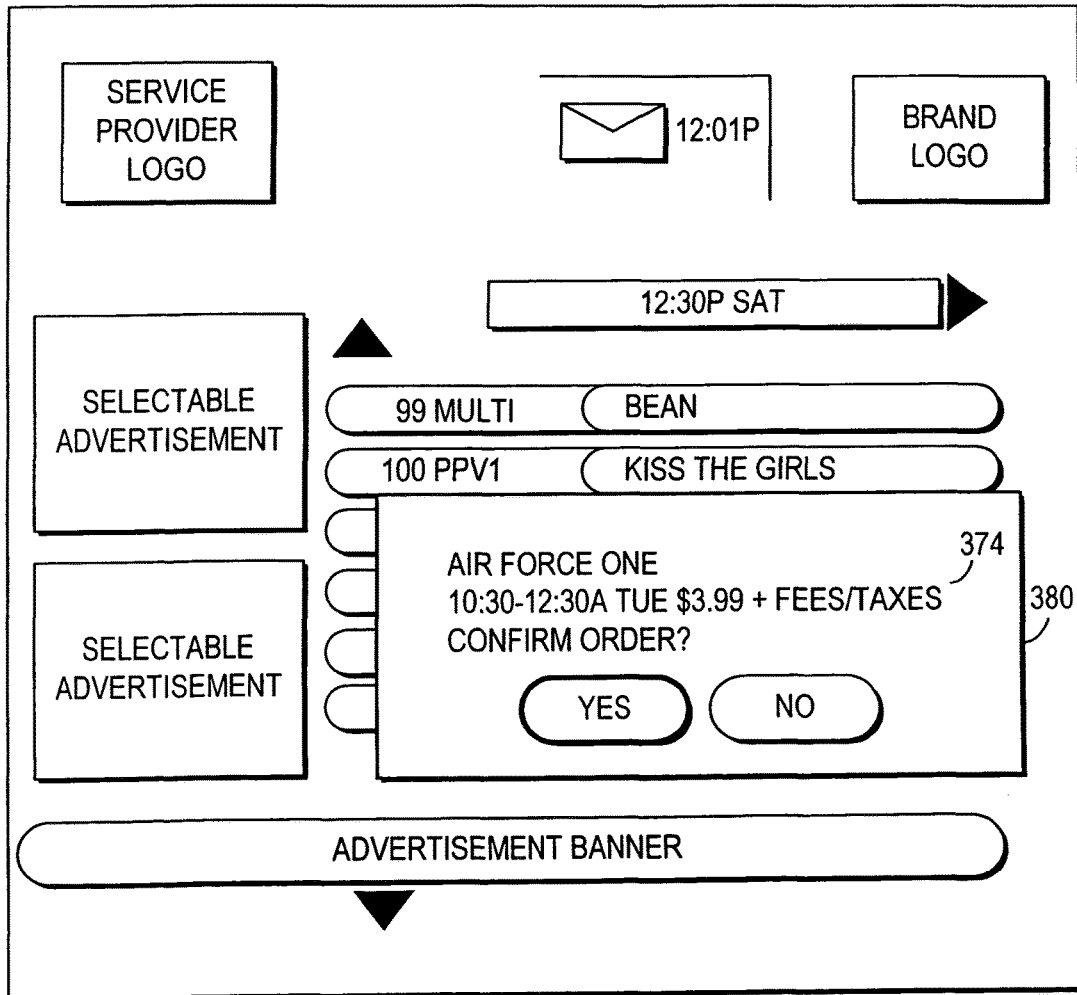 SERVICE
PROVIDER
LOGO
12:01P
BRAND
LOGO
12:30P SAT
SELECTABLE
ADVERTISEMENT
99 MULTI
BEAN
100 PPV1
KISS THE GIRLS
SELECTABLE
ADVERTISEMENT
AIR FORCE ONE
374
10:30-12:30A TUE $3.99 + FEES/TAXES
380
CONFIRM ORDER?
YES
NO
ADVERTISEMENT BANNER